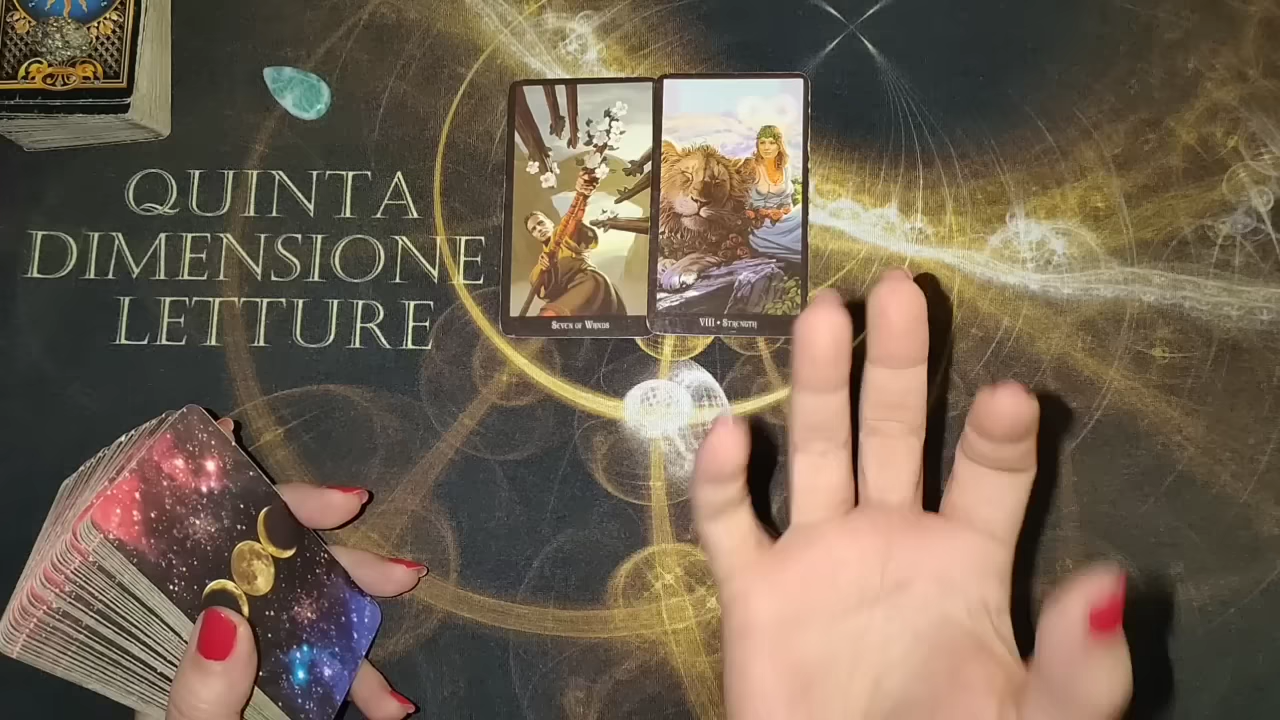 QUINTA
DIMENSIONE
LETTURE
Seven of Wands
VIII • Strength